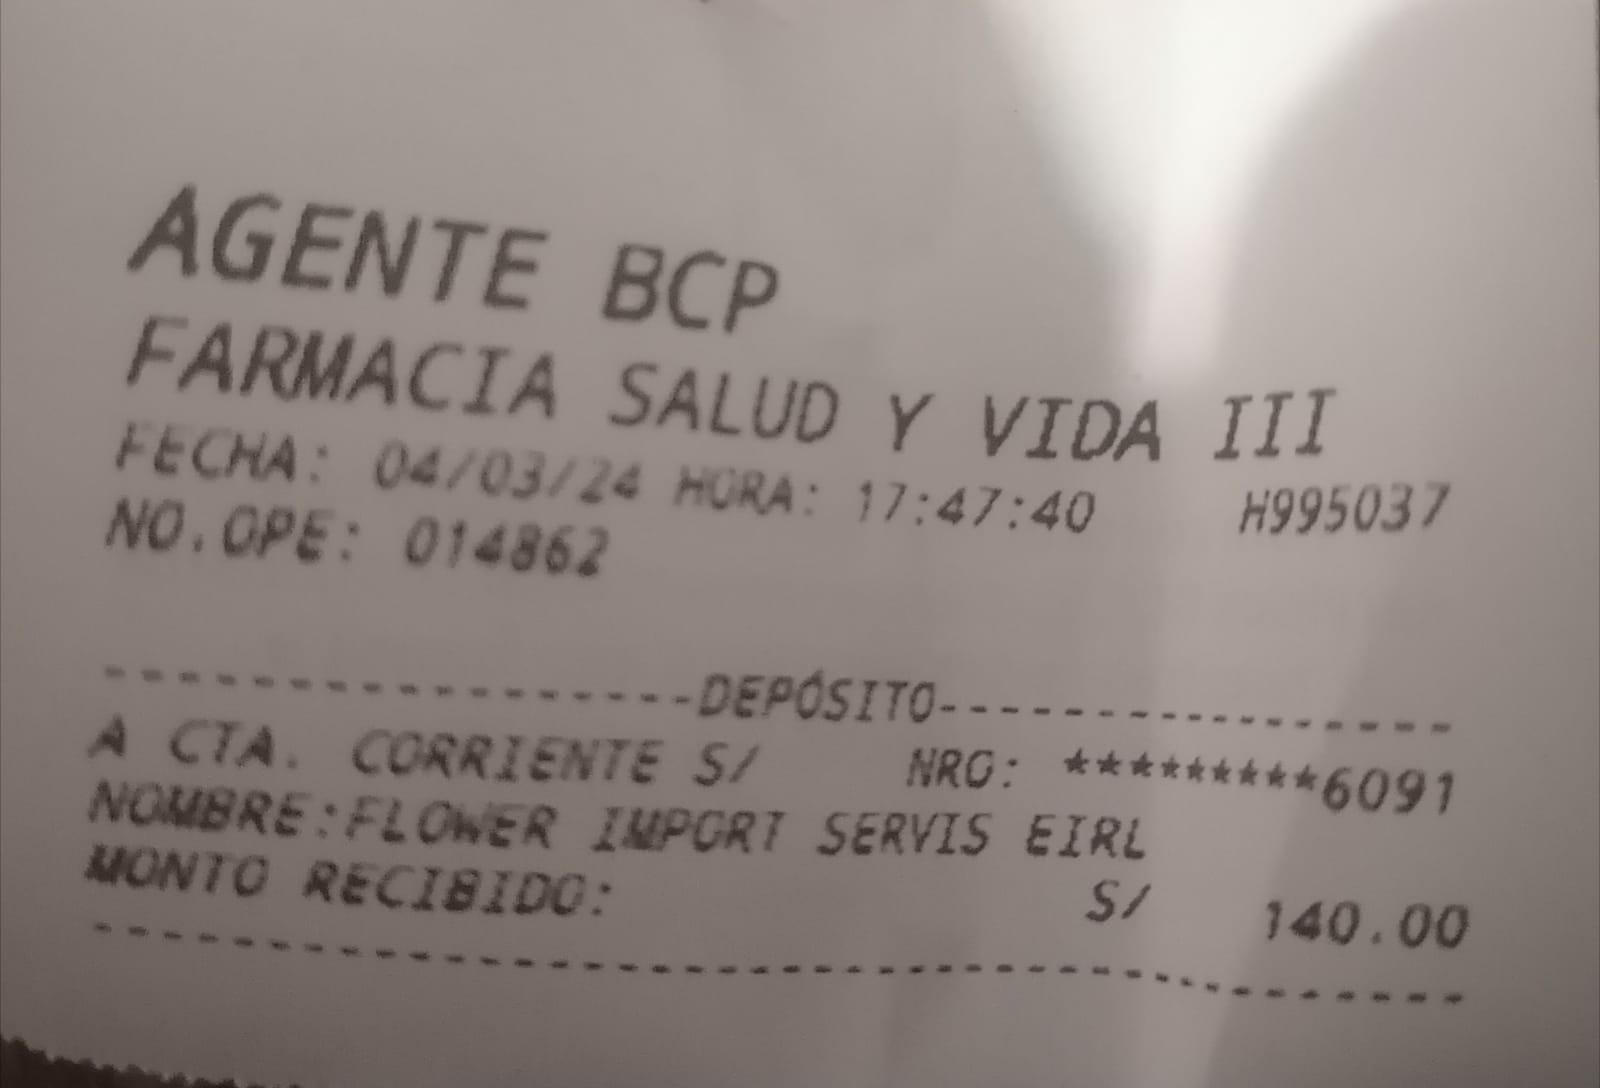 AGENTE BCP
FARMACIA SALUD Y VIDA III
FECHA: 04/03/24 HORA: 17:47:40 H995037
NO.OPE: 014862
------------------DEPÓSITO------------------
A CTA. CORRIENTE S/ NRO: *********6091
NOMBRE:FLOWER IMPORT SERVIS EIRL
MONTO RECIBIDO: S/ 140.00